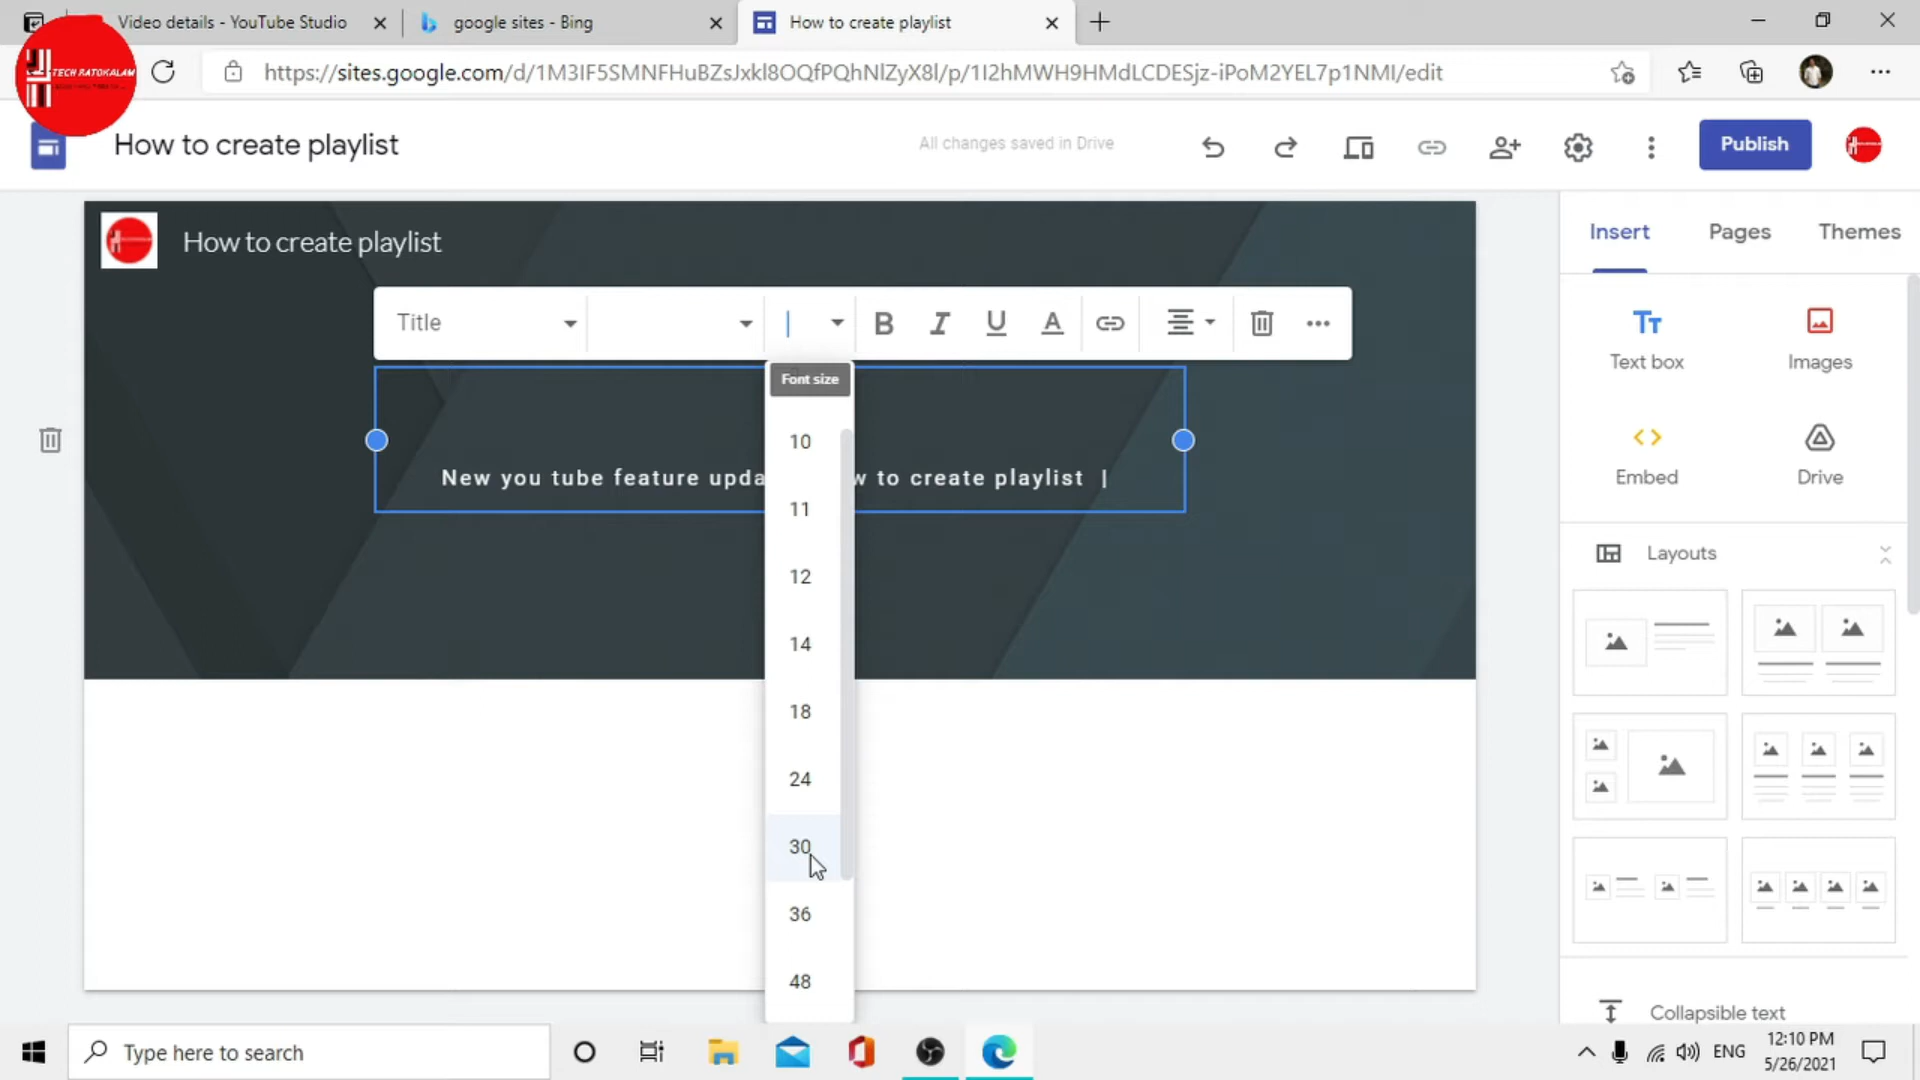 Video details - YouTube Studio
google sites - Bing
How to create playlist
TECH RATOKALAM
https://sites.google.com/d/1M3IF5SMNFHuBZsJxkl8OQfPQhNlZyX8l/p/1I2hMWH9HMdLCDESjz-iPoM2YEL7p1NMI/edit
How to create playlist
All changes saved in Drive
Publish
How to create playlist
Insert
Pages
Themes
Title
B I U A
Font size
Text box
Images
New you tube feature upda
w to create playlist |
Embed
Drive
10
11
12
14
18
24
30
36
48
Layouts
Collapsible text
Type here to search
ENG
12:10 PM
5/26/2021